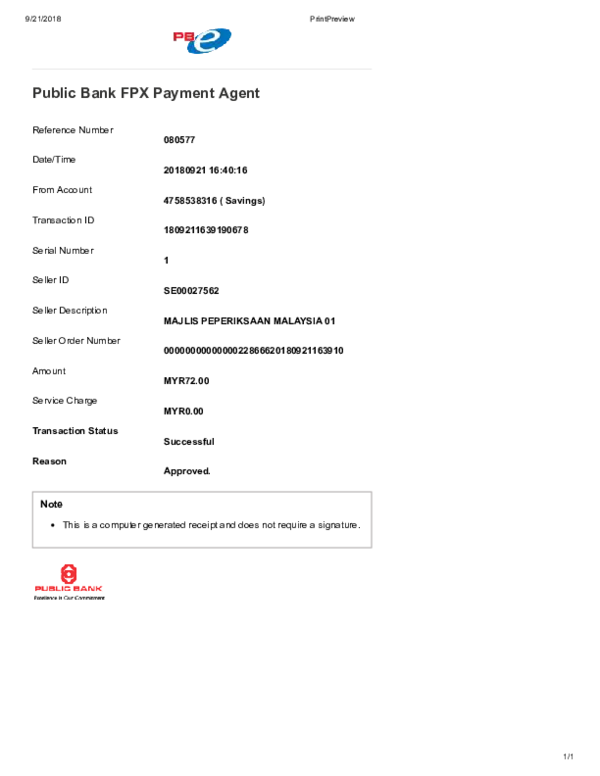 9/21/2018 PrintPreview
PB e
Public Bank FPX Payment Agent
Reference Number
080577
Date/Time
20180921 16:40:16
From Account
4758538316 ( Savings)
Transaction ID
1809211639190678
Serial Number
1
Seller ID
SE00027562
Seller Description
MAJLIS PEPERIKSAAN MALAYSIA 01
Seller Order Number
000000000000022866620180921163910
Amount
MYR72.00
Service Charge
MYR0.00
Transaction Status
Successful
Reason
Approved.
Note
• This is a computer generated receipt and does not require a signature.
PUBLIC BANK
Excellence Is Our Commitment
1/1